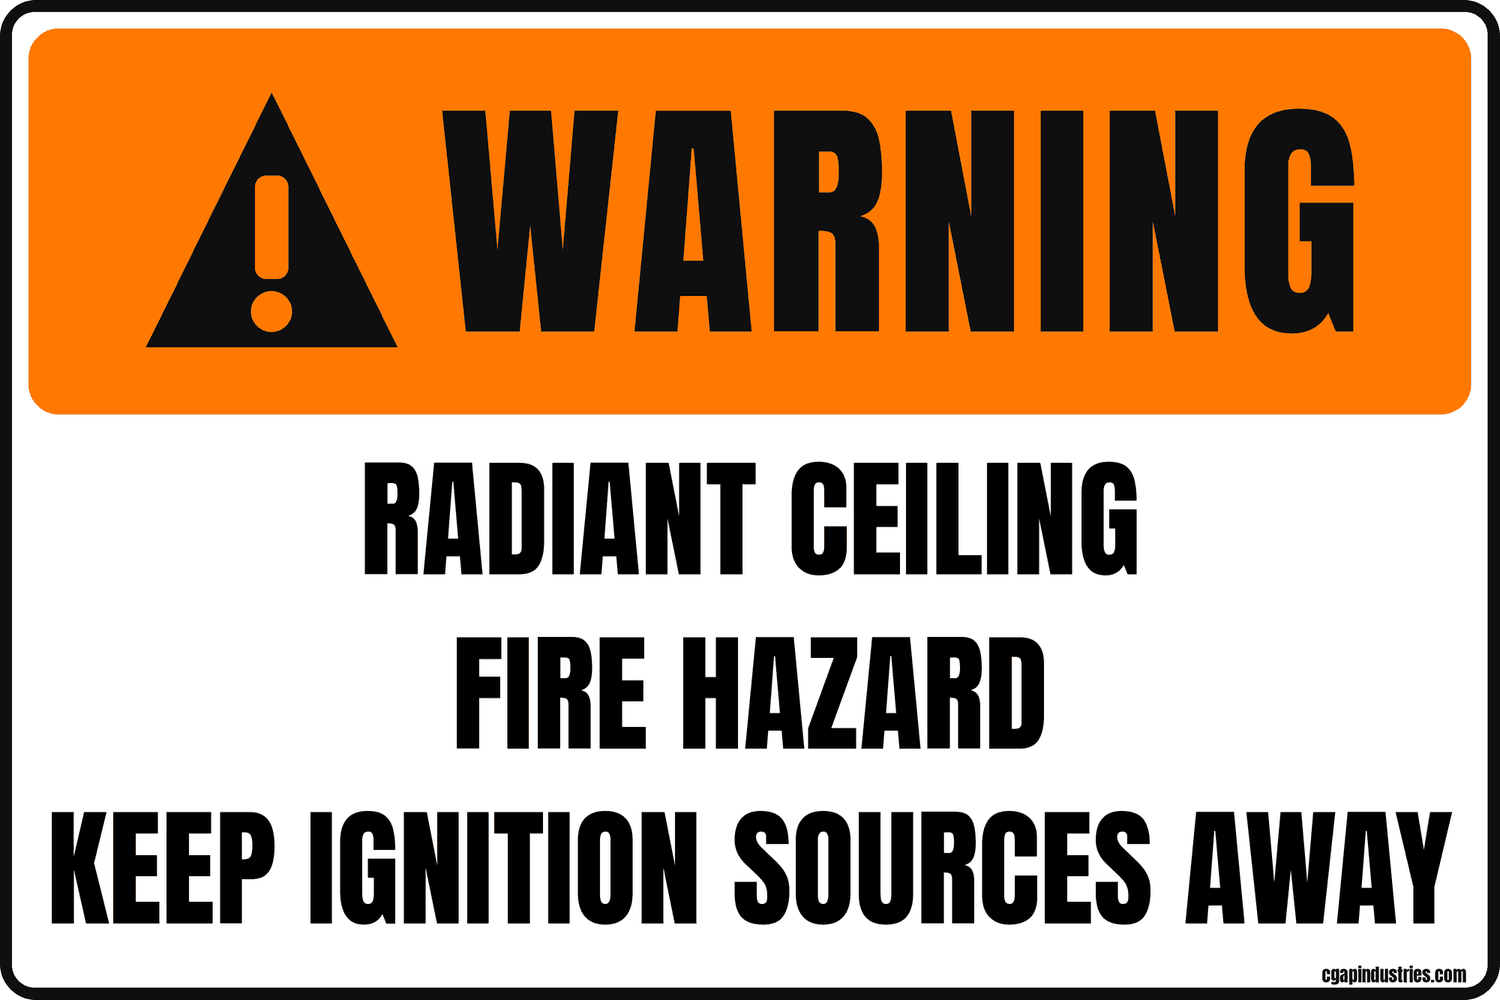 WARNING
RADIANT CEILING
FIRE HAZARD
KEEP IGNITION SOURCES AWAY
cgapindustries.com